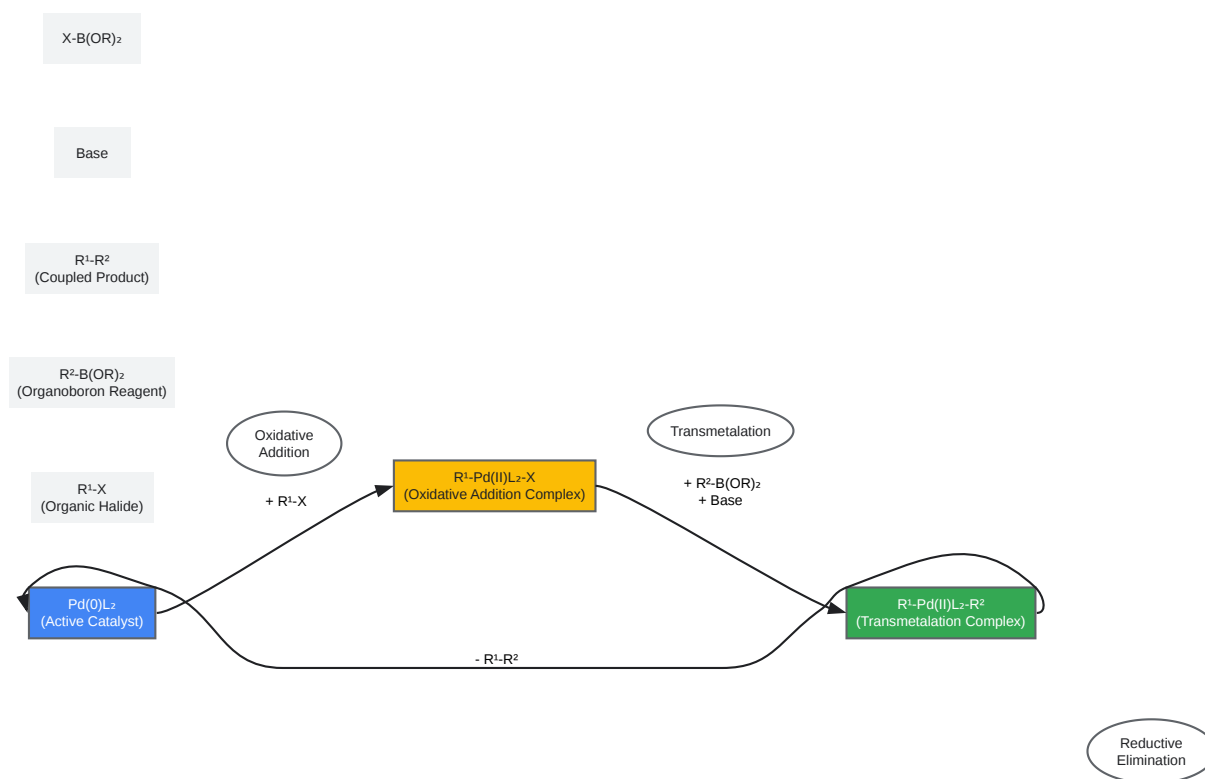 X-B(OR)₂
Base
R¹-R²
(Coupled Product)
R²-B(OR)₂
(Organoboron Reagent)
Oxidative
Addition
Transmetalation
R¹-X
(Organic Halide)
+ R¹-X
R¹-Pd(II)L₂-X
(Oxidative Addition Complex)
+ R²-B(OR)₂
+ Base
Pd(0)L₂
(Active Catalyst)
R¹-Pd(II)L₂-R²
(Transmetalation Complex)
- R¹-R²
Reductive
Elimination